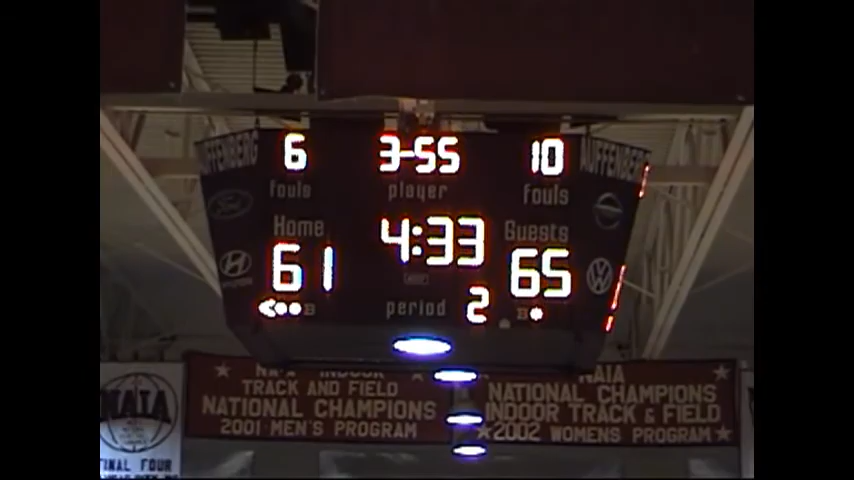 AUFFENBERG 6 3-55 10 AUFFENBERG
fouls player fouls
Home 4:33 Guests
61 65
HYUNDAI
B period 2 B
NAIA INDOOR
TRACK AND FIELD
NATIONAL CHAMPIONS
2001 MEN'S PROGRAM
NAIA
NATIONAL CHAMPIONS
INDOOR TRACK & FIELD
2002 WOMENS PROGRAM
NAIA
FINAL FOUR